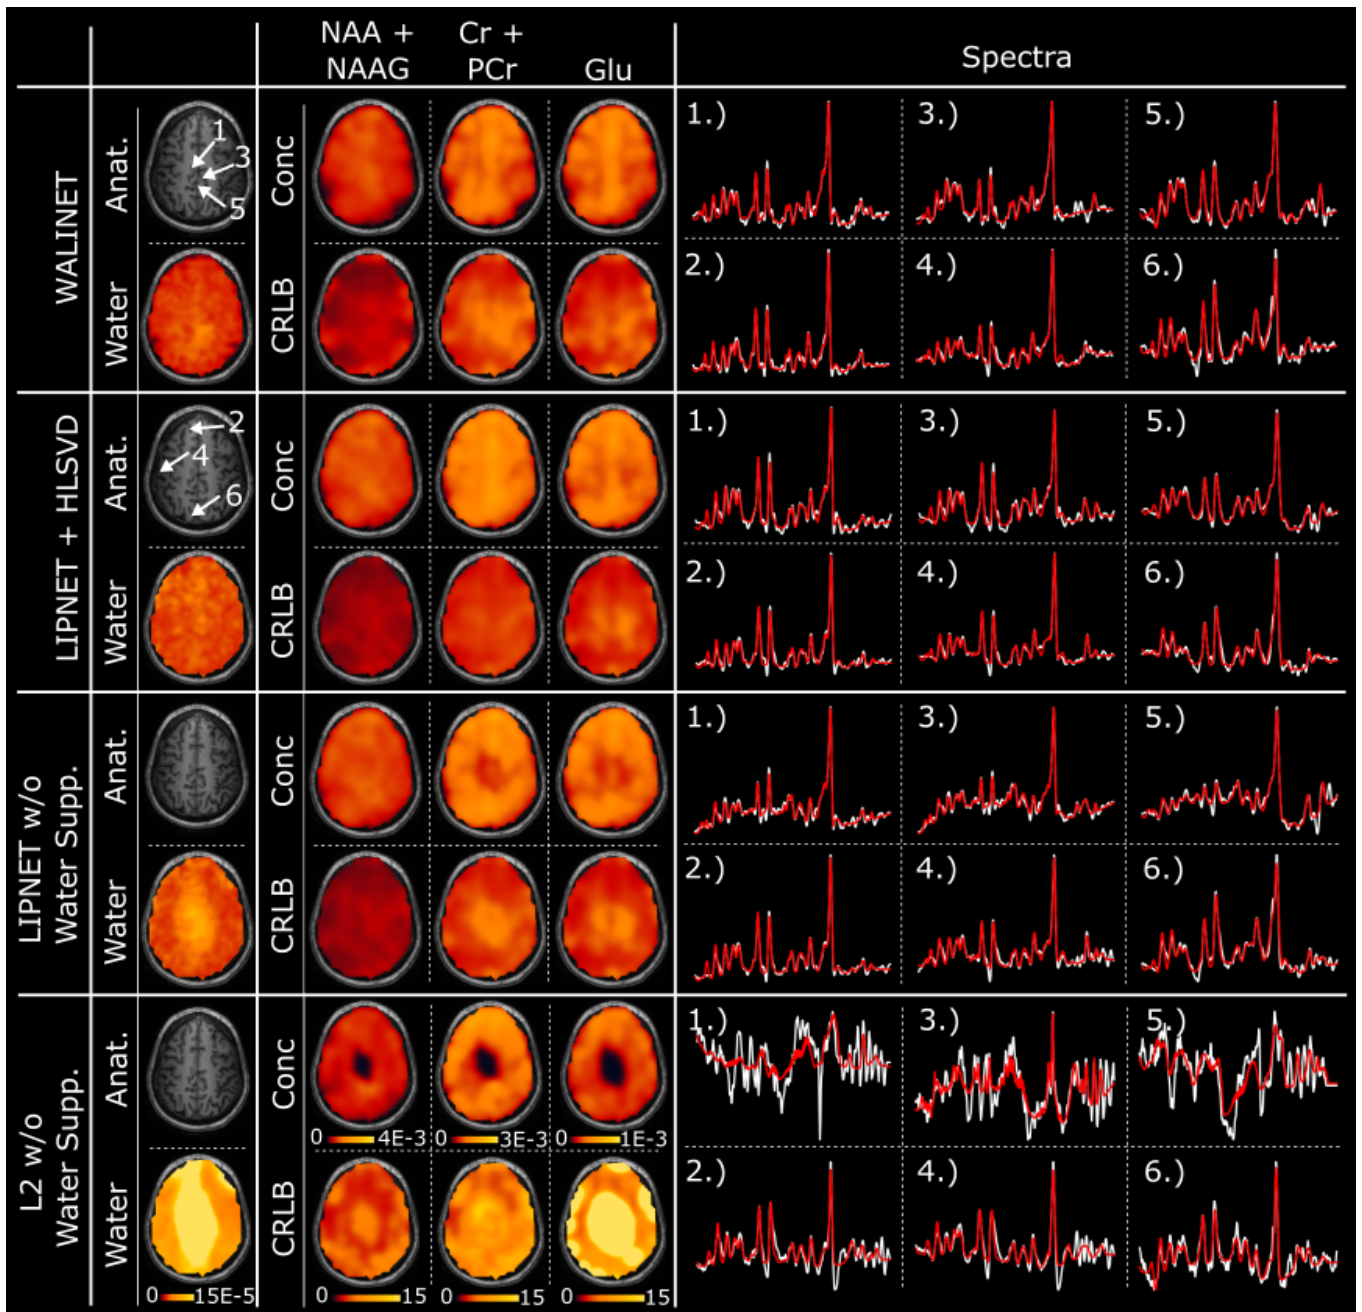 NAA + NAAG
Cr + PCr
Glu
Spectra
WALINET
Anat.
1
3
5
Water
Conc
CRLB
1.)
3.)
5.)
2.)
4.)
6.)
LIPNET + HLSVD
Anat.
2
4
6
Water
Conc
CRLB
1.)
3.)
5.)
2.)
4.)
6.)
LIPNET w/o
Water Supp.
Anat.
Water
Conc
CRLB
1.)
3.)
5.)
2.)
4.)
6.)
L2 w/o
Water Supp.
Anat.
Water
0 15E-5
Conc
0 4E-3
0 3E-3
0 1E-3
CRLB
0 15
0 15
0 15
1.)
3.)
5.)
2.)
4.)
6.)